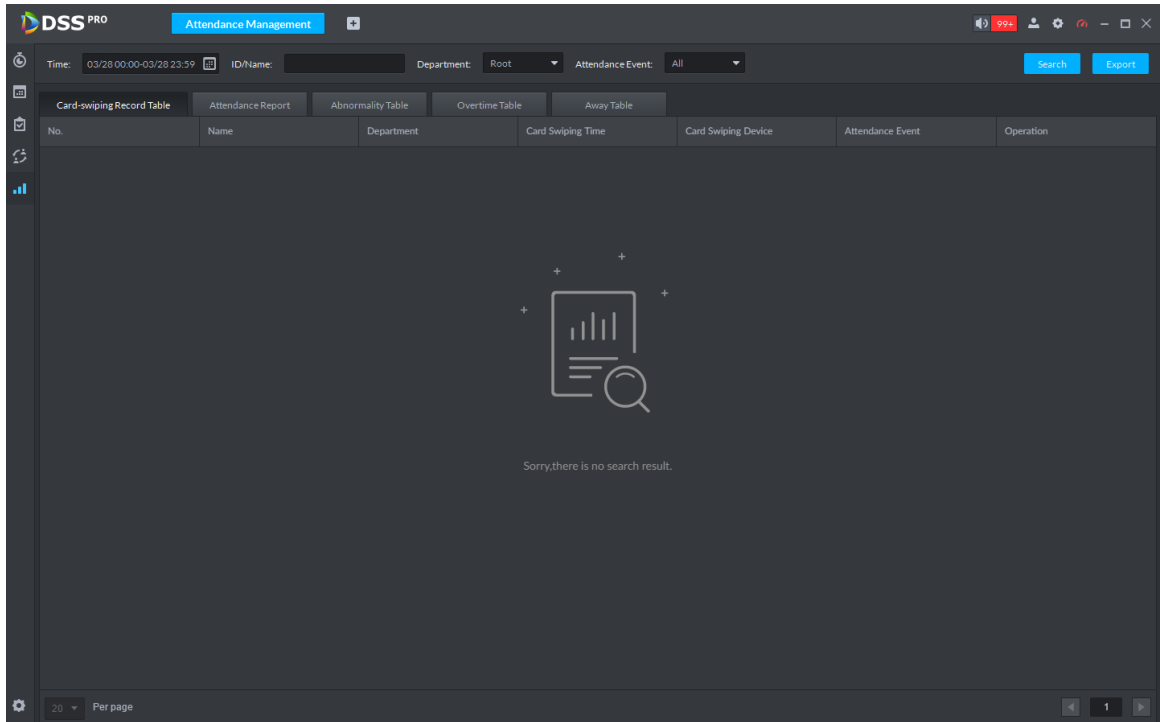 DSS PRO Attendance Management 99+
Time: 03/28 00:00-03/28 23:59 ID/Name: Department: Root Attendance Event: All Search Export
Card-swiping Record Table Attendance Report Abnormality Table Overtime Table Away Table
No. Name Department Card Swiping Time Card Swiping Device Attendance Event Operation
Sorry,there is no search result.
20 Per page 1